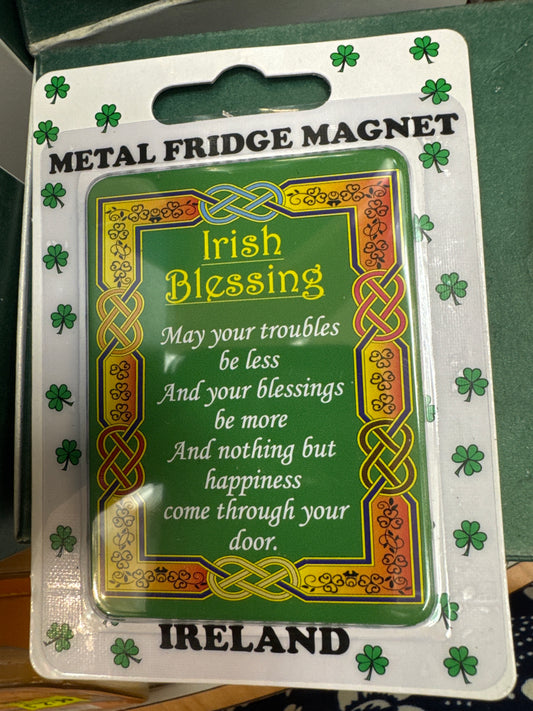 METAL FRIDGE MAGNET
Irish
Blessing
May your troubles
be less
And your blessings
be more
And nothing but
happiness
come through your
door.
IRELAND